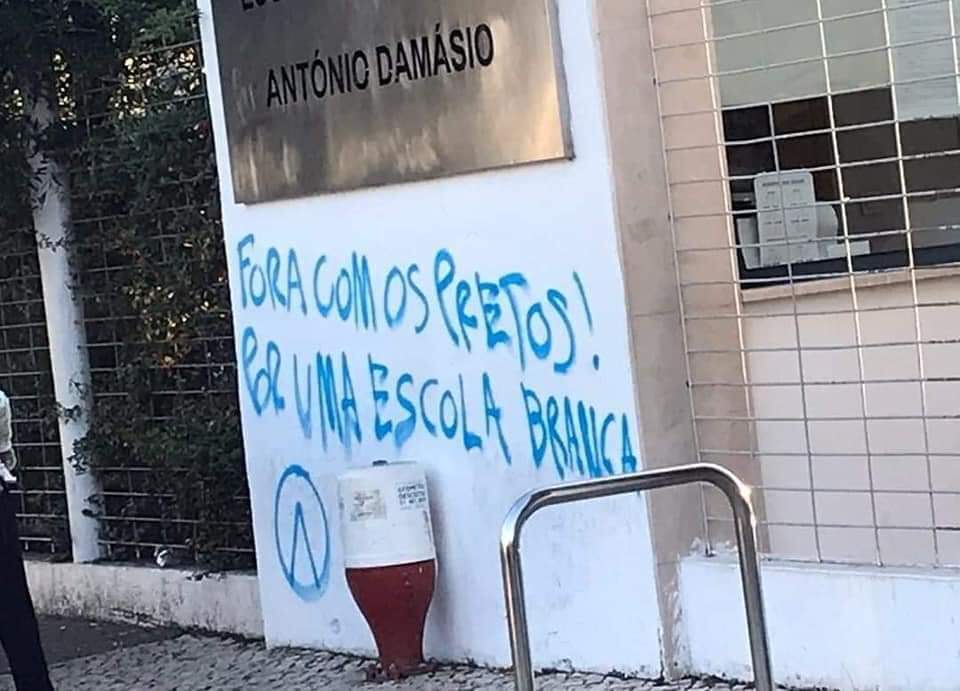 ANTÓNIO DAMÁSIO
FORA COM OS PRETOS!
POR UMA ESCOLA BRANCA